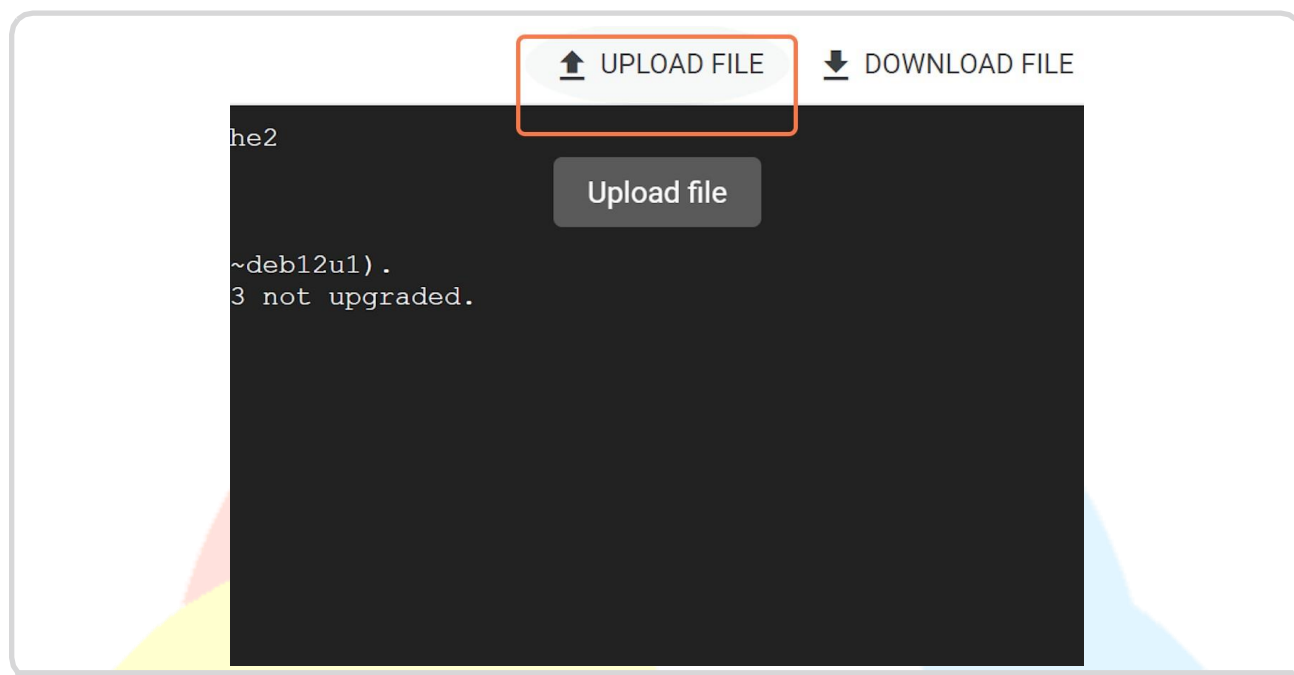 UPLOAD FILE
DOWNLOAD FILE
he2
Upload file
~deb12u1).
3 not upgraded.